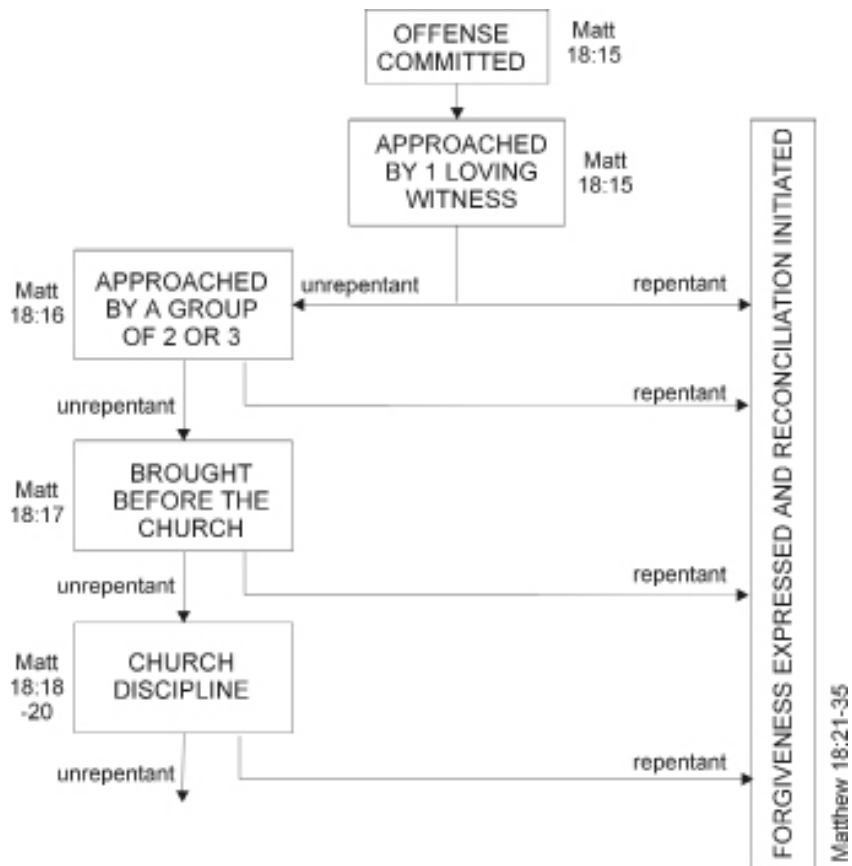 OFFENSE
COMMITTED
Matt
18:15
APPROACHED
BY 1 LOVING
WITNESS
Matt
18:15
unrepentant
repentant
Matt
18:16
APPROACHED
BY A GROUP
OF 2 OR 3
unrepentant
repentant
Matt
18:17
BROUGHT
BEFORE THE
CHURCH
unrepentant
repentant
Matt
18:18
-20
CHURCH
DISCIPLINE
unrepentant
repentant
FORGIVENESS EXPRESSED AND RECONCILIATION INITIATED
Matthew 18:21-35